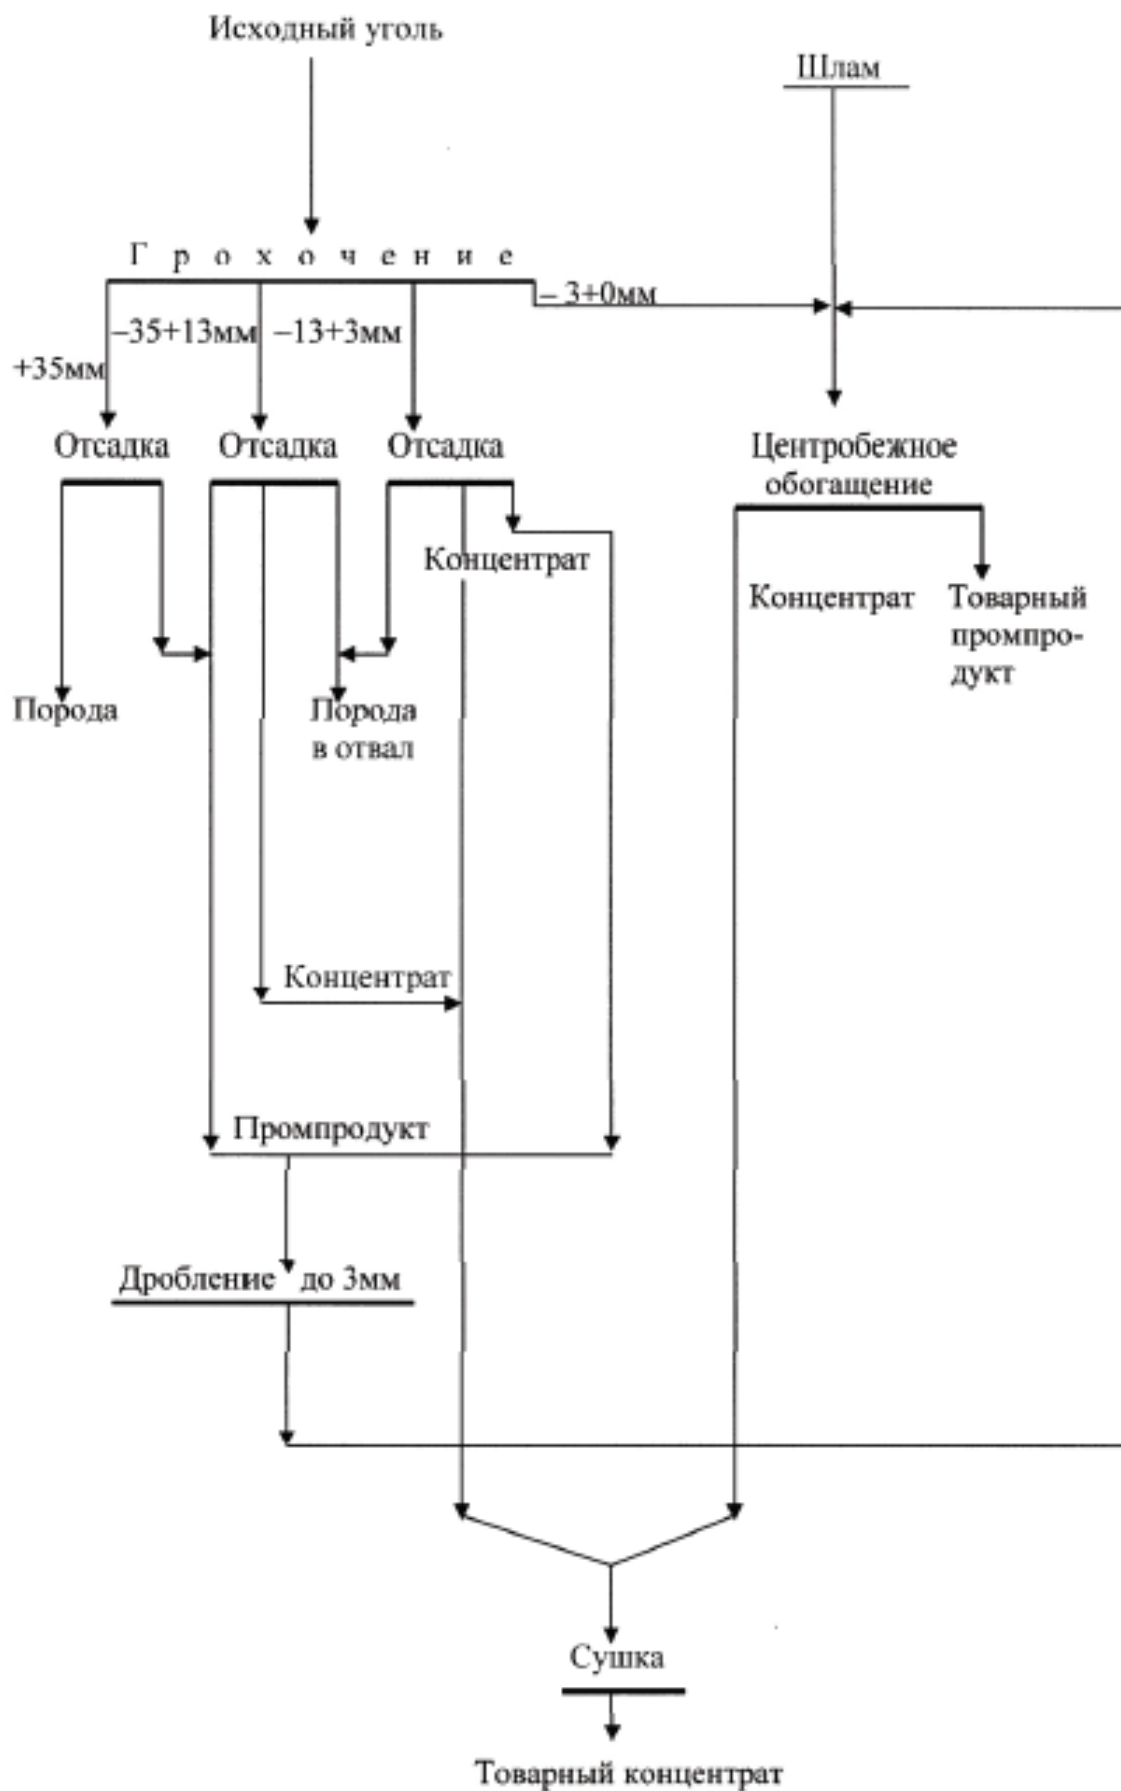 Исходный уголь
Шлам
Грохочение
– 3+0мм
–35+13мм
–13+3мм
+35мм
Отсадка
Отсадка
Отсадка
Центробежное
обогащение
Концентрат
Концентрат
Товарный
промпро-
дукт
Порода
Порода
в отвал
Концентрат
Промпродукт
Дробление до 3мм
Сушка
Товарный концентрат